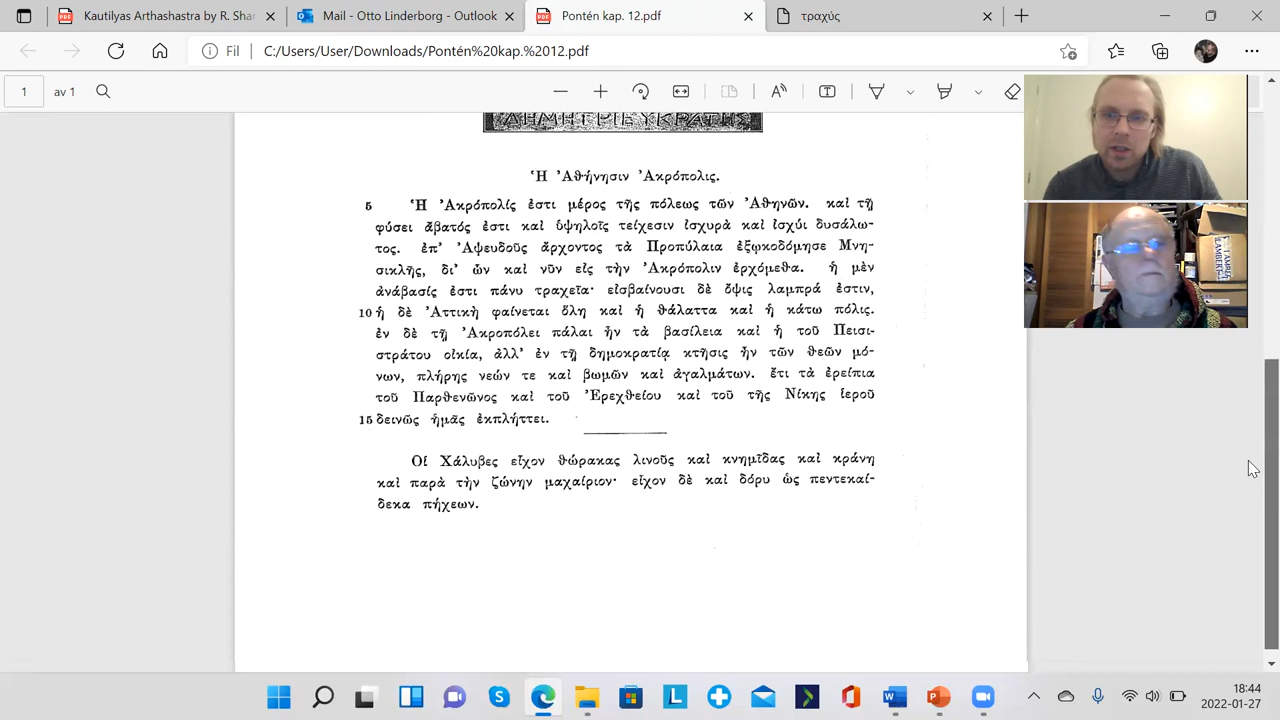 Kautilyas Arthashastra by R. Shar
Mail - Otto Linderborg - Outlook
Pontén kap. 12.pdf
τραχύς
Fil
C:/Users/User/Downloads/Pontén%20kap.%2012.pdf
1
av 1
ΔΗΜΗΤΡΙΕΥΚΡΑΤΗΣ
Ἡ Ἀθήνησιν Ἀκρόπολις.
5 Ἡ Ἀκρόπολίς ἐστι μέρος τῆς πόλεως τῶν Ἀθηνῶν. καὶ τῇ
φύσει ἄβατός ἐστι καὶ ὑψηλοῖς τείχεσιν ἰσχυρὰ καὶ ἰσχύι δυσάλω-
τος. ἐπ' Ἀψευδοῦς ἄρχοντος τὰ Προπύλαια ἐξῳκοδόμησε Μνη-
σικλῆς, δι' ὧν καὶ νῦν εἰς τὴν Ἀκρόπολιν ἐρχόμεθα. ἡ μὲν
ἀνάβασίς ἐστι πάνυ τραχεῖα· εἰσβαίνουσι δὲ ὄψις λαμπρά ἐστιν,
10 ἡ δὲ Ἀττικὴ φαίνεται ὅλη καὶ ἡ θάλαττα καὶ ἡ κάτω πόλις.
ἐν δὲ τῇ Ἀκροπόλει πάλαι ἦν τὰ βασίλεια καὶ ἡ τοῦ Πεισι-
στράτου οἰκία, ἀλλ' ἐν τῇ δημοκρατίᾳ κτῆσις ἦν τῶν θεῶν μό-
νων, πλήρης νεών τε καὶ βωμῶν καὶ ἀγαλμάτων. ἔτι τὰ ἐρείπια
τοῦ Παρθενῶνος καὶ τοῦ Ἐρεχθείου καὶ τοῦ τῆς Νίκης ἱεροῦ
15 δεινῶς ἡμᾶς ἐκπλήττει.
Οἱ Χάλυβες εἶχον θώρακας λινοῦς καὶ κνημῖδας καὶ κράνη
καὶ παρὰ τὴν ζώνην μαχαίριον· εἶχον δὲ καὶ δόρυ ὡς πεντεκαί-
δεκα πήχεων.
18:44
2022-01-27